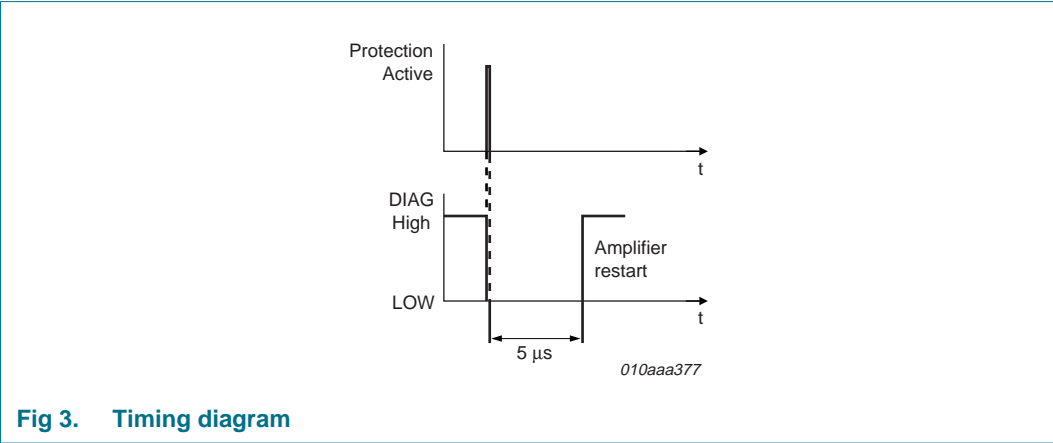 Protection
Active
t
DIAG
High
Amplifier
restart
LOW
t
5 μs
010aaa377
Fig 3. Timing diagram